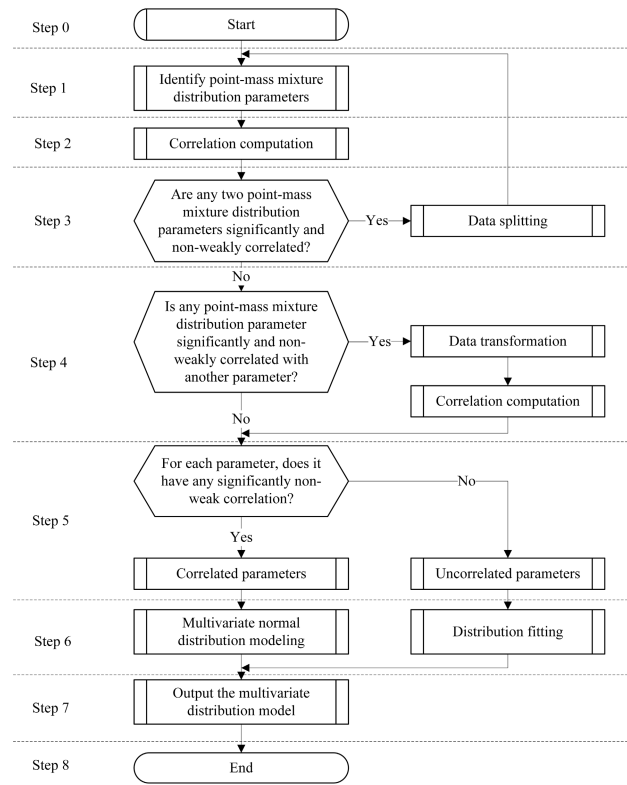 Step 0
Start
Step 1
Identify point-mass mixture
distribution parameters
Step 2
Correlation computation
Step 3
Are any two point-mass
mixture distribution
parameters significantly and
non-weakly correlated?
Yes
Data splitting
No
Step 4
Is any point-mass mixture
distribution parameter
significantly and non-
weakly correlated with
another parameter?
Yes
Data transformation
Correlation computation
No
Step 5
For each parameter, does it
have any significantly non-
weak correlation?
No
Yes
Correlated parameters
Uncorrelated parameters
Step 6
Multivariate normal
distribution modeling
Distribution fitting
Step 7
Output the multivariate
distribution model
Step 8
End